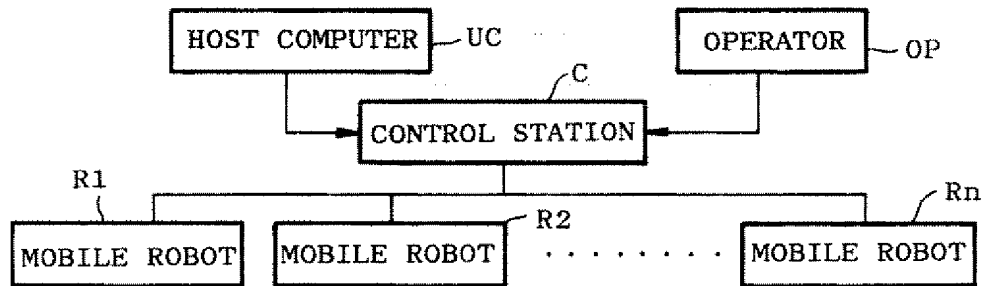 HOST COMPUTER UC
OPERATOR OP
C
CONTROL STATION
R1
R2
Rn
MOBILE ROBOT MOBILE ROBOT ........ MOBILE ROBOT